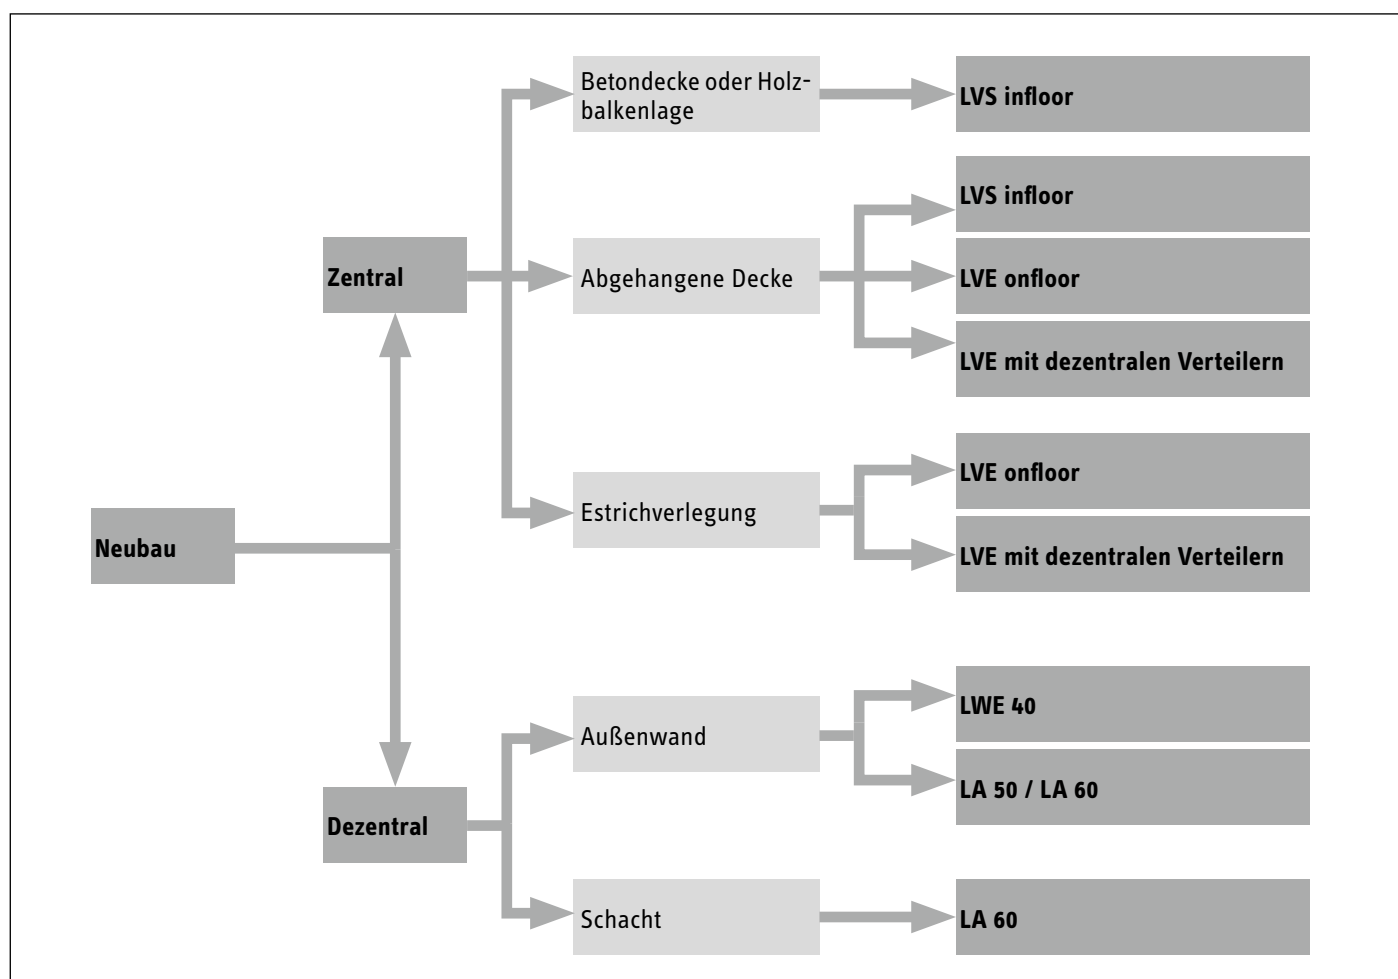 Neubau
Zentral
Betondecke oder Holz-
balkenlage
LVS infloor
Abgehangene Decke
LVS infloor
LVE onfloor
LVE mit dezentralen Verteilern
Estrichverlegung
LVE onfloor
LVE mit dezentralen Verteilern
Dezentral
Außenwand
LWE 40
LA 50 / LA 60
Schacht
LA 60